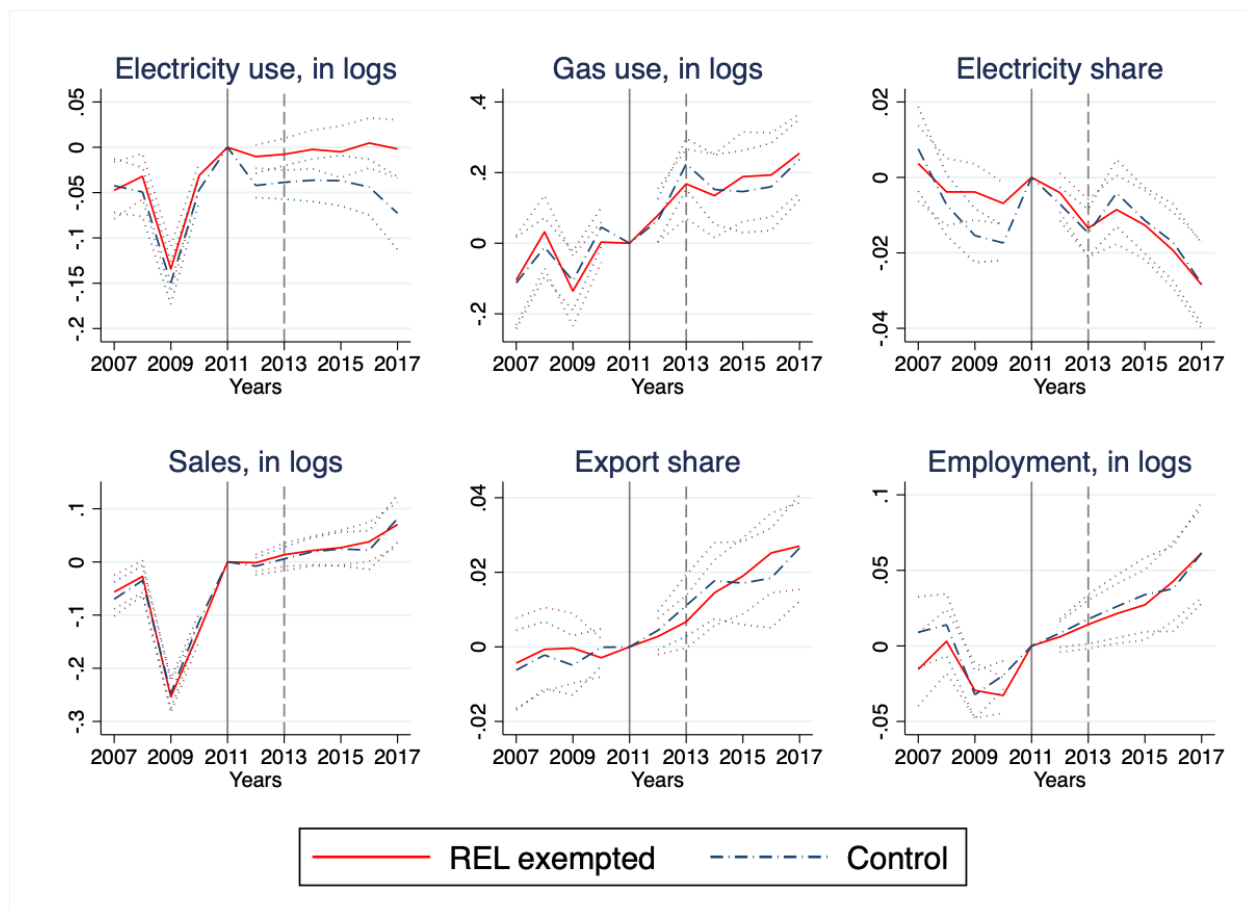 Electricity use, in logs
.05
0
-.05
-.1
-.15
-.2
2007 2009 2011 2013 2015 2017
Years
Gas use, in logs
.4
.2
0
-.2
2007 2009 2011 2013 2015 2017
Years
Electricity share
.02
0
-.02
-.04
2007 2009 2011 2013 2015 2017
Years
Sales, in logs
.1
0
-.1
-.2
-.3
2007 2009 2011 2013 2015 2017
Years
Export share
.04
.02
0
-.02
2007 2009 2011 2013 2015 2017
Years
Employment, in logs
.1
.05
0
-.05
2007 2009 2011 2013 2015 2017
Years
REL exempted
Control